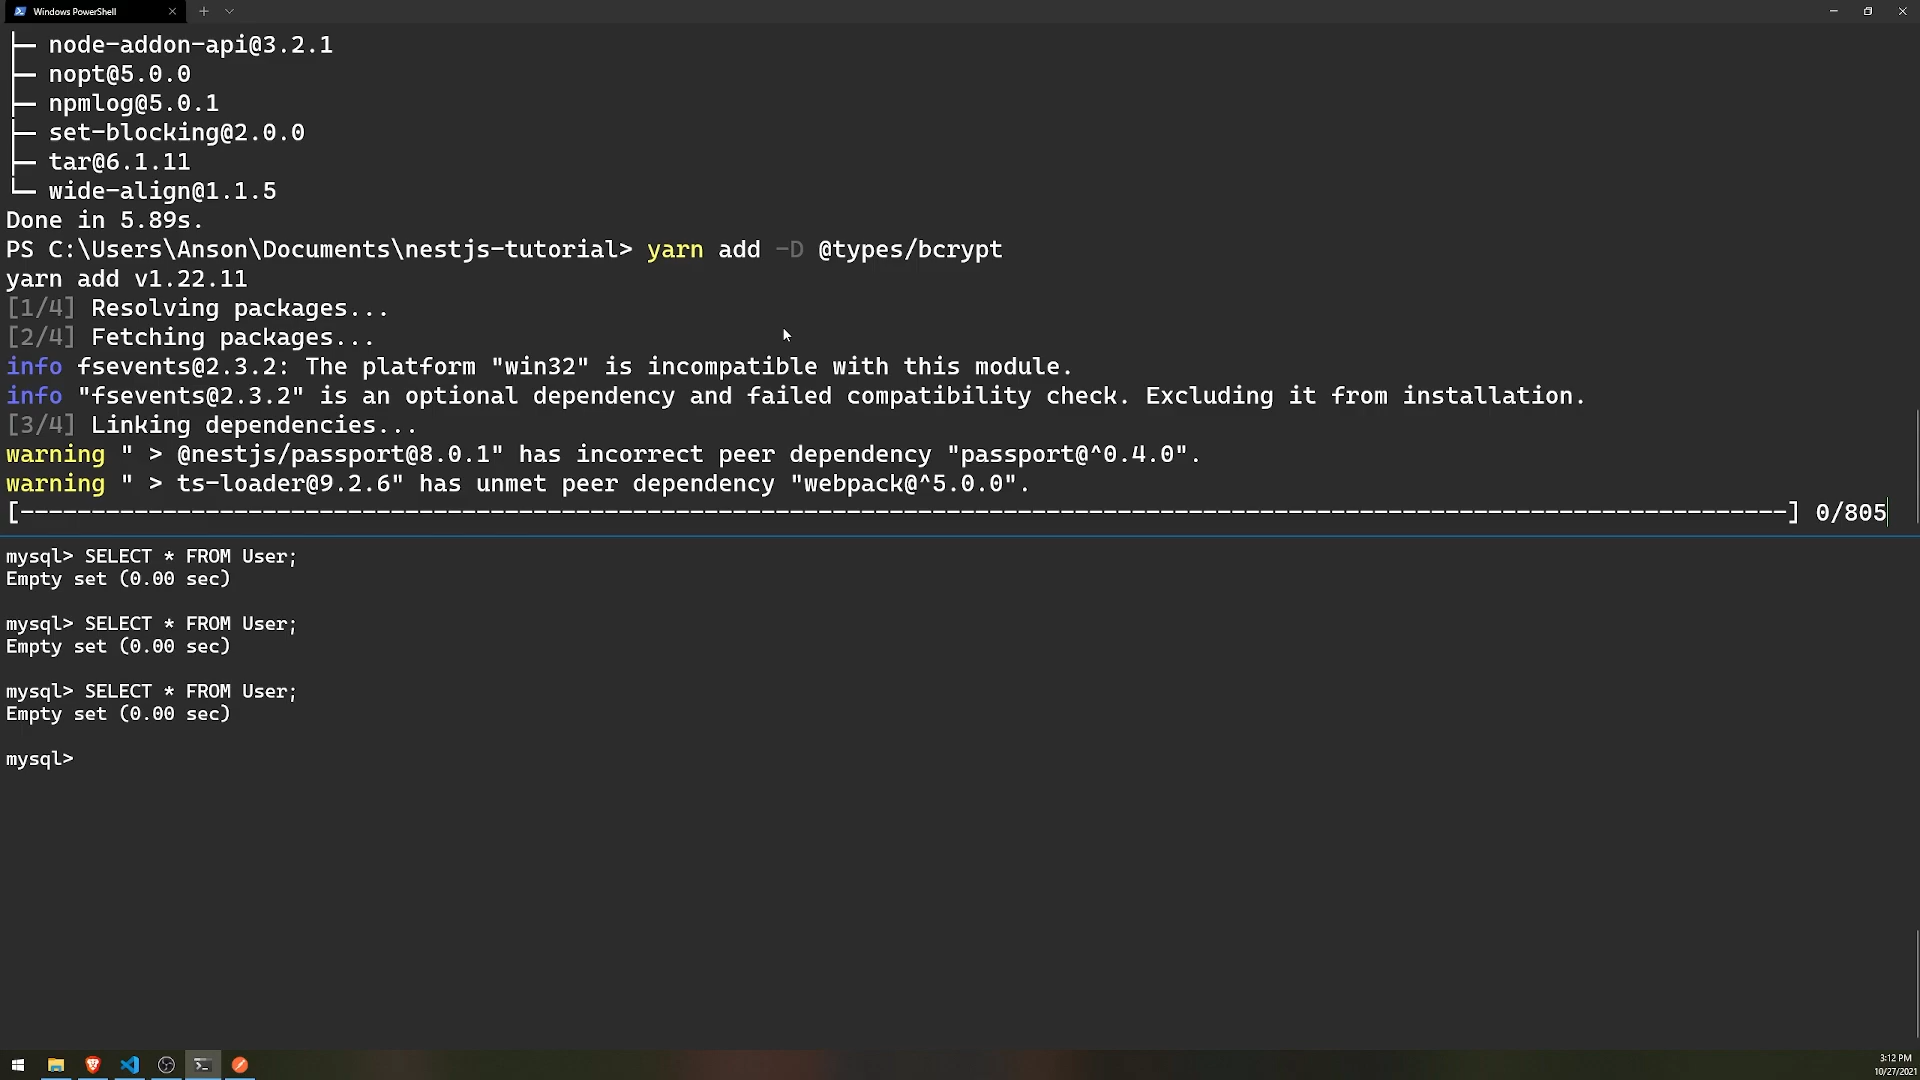 Windows PowerShell
├─ node-addon-api@3.2.1
├─ nopt@5.0.0
├─ npmlog@5.0.1
├─ set-blocking@2.0.0
├─ tar@6.1.11
└─ wide-align@1.1.5
Done in 5.89s.
PS C:\Users\Anson\Documents\nestjs-tutorial> yarn add -D @types/bcrypt
yarn add v1.22.11
[1/4] Resolving packages...
[2/4] Fetching packages...
info fsevents@2.3.2: The platform "win32" is incompatible with this module.
info "fsevents@2.3.2" is an optional dependency and failed compatibility check. Excluding it from installation.
[3/4] Linking dependencies...
warning " > @nestjs/passport@8.0.1" has incorrect peer dependency "passport@^0.4.0".
warning " > ts-loader@9.2.6" has unmet peer dependency "webpack@^5.0.0".
[----------------------------------------------------------------------------------------------------------------------------] 0/805
mysql> SELECT * FROM User;
Empty set (0.00 sec)
mysql> SELECT * FROM User;
Empty set (0.00 sec)
mysql> SELECT * FROM User;
Empty set (0.00 sec)
mysql>
3:12 PM
10/27/2021